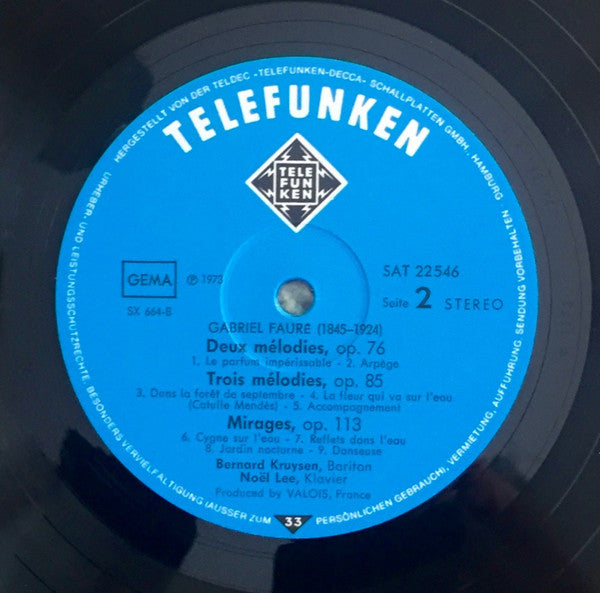 HERGESTELLT VON DER TELDEC -TELEFUNKEN-DECCA- SCHALLPLATTEN GMBH., HAMBURG
TELEFUNKEN
TELE
FUN
KEN
GEMA
℗ 1973
SAT 22546
SX 664-B
Seite 2 STEREO
GABRIEL FAURÉ (1845–1924)
Deux mélodies, op. 76
1. Le parfum impérissable - 2. Arpège
Trois mélodies, op. 85
3. Dans la forêt de septembre - 4. La fleur qui va sur l'eau
(Catulle Mendès) - 5. Accompagnement
Mirages, op. 113
6. Cygne sur l'eau - 7. Reflets dans l'eau
8. Jardin nocturne - 9. Danseuse
Bernard Kruysen, Bariton
Noël Lee, Klavier
Produced by VALOIS, France
URHEBER- UND LEISTUNGSSCHUTZRECHTE, BESONDERS VERVIELFÄLTIGUNG (AUSSER ZUM PERSÖNLICHEN GEBRAUCH), VERMIETUNG, AUFFÜHRUNG, SENDUNG VORBEHALTEN
33